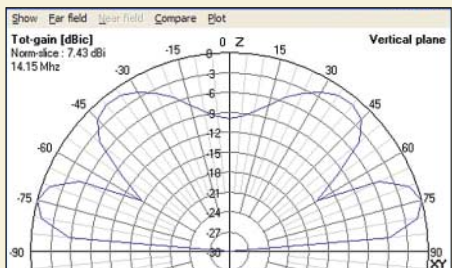 Show Far field Near field Compare Plot
Tot-gain [dBic]
Norm-slice : 7.43 dBi
14.15 Mhz
Vertical plane
0 Z
-15 15
-30 30
-45 45
-60 60
-75 75
-90 90
XY
0
-3
-6
-9
-12
-15
-18
-21
-24
-27
-30